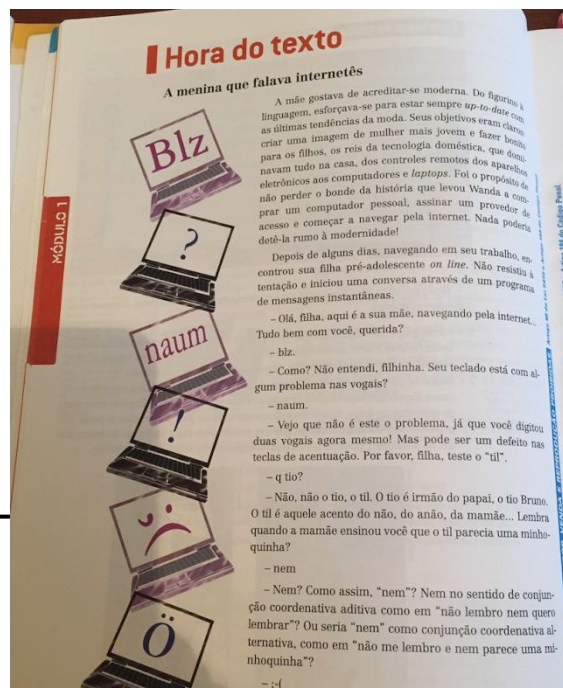 Hora do texto
A menina que falava internetês
A mãe gostava de acreditar-se moderna. Do figurino à
linguagem, esforçava-se para estar sempre up-to-date com
as últimas tendências da moda. Seus objetivos eram claros:
criar uma imagem de mulher mais jovem e fazer bonito
para os filhos, os reis da tecnologia doméstica, que domi-
navam tudo na casa, dos controles remotos dos aparelhos
eletrônicos aos computadores e laptops. Foi o propósito de
não perder o bonde da história que levou Wanda a com-
prar um computador pessoal, assinar um provedor de
acesso e começar a navegar pela internet. Nada poderia
detê-la rumo à modernidade!
Depois de alguns dias, navegando em seu trabalho, en-
controu sua filha pré-adolescente on line. Não resistiu à
tentação e iniciou uma conversa através de um programa
de mensagens instantâneas.
– Olá, filha, aqui é a sua mãe, navegando pela internet...
Tudo bem com você, querida?
– blz.
– Como? Não entendi, filhinha. Seu teclado está com al-
gum problema nas vogais?
– naum.
– Vejo que não é este o problema, já que você digitou
duas vogais agora mesmo! Mas pode ser um defeito nas
teclas de acentuação. Por favor, filha, teste o "til".
– q tio?
– Não, não o tio, o til. O tio é irmão do papai, o tio Bruno.
O til é aquele acento do não, do anão, da mamãe... Lembra
quando a mamãe ensinou você que o til parecia uma minho-
quinha?
– nem
– Nem? Como assim, "nem"? Nem no sentido de conjun-
ção coordenativa aditiva como em "não lembro nem quero
lembrar"? Ou seria "nem" como conjunção coordenativa al-
ternativa, como em "não me lembro e nem parece uma mi-
nhoquinha"?
– :-(
Blz
?
naum
!
Ö
MÓDULO 1